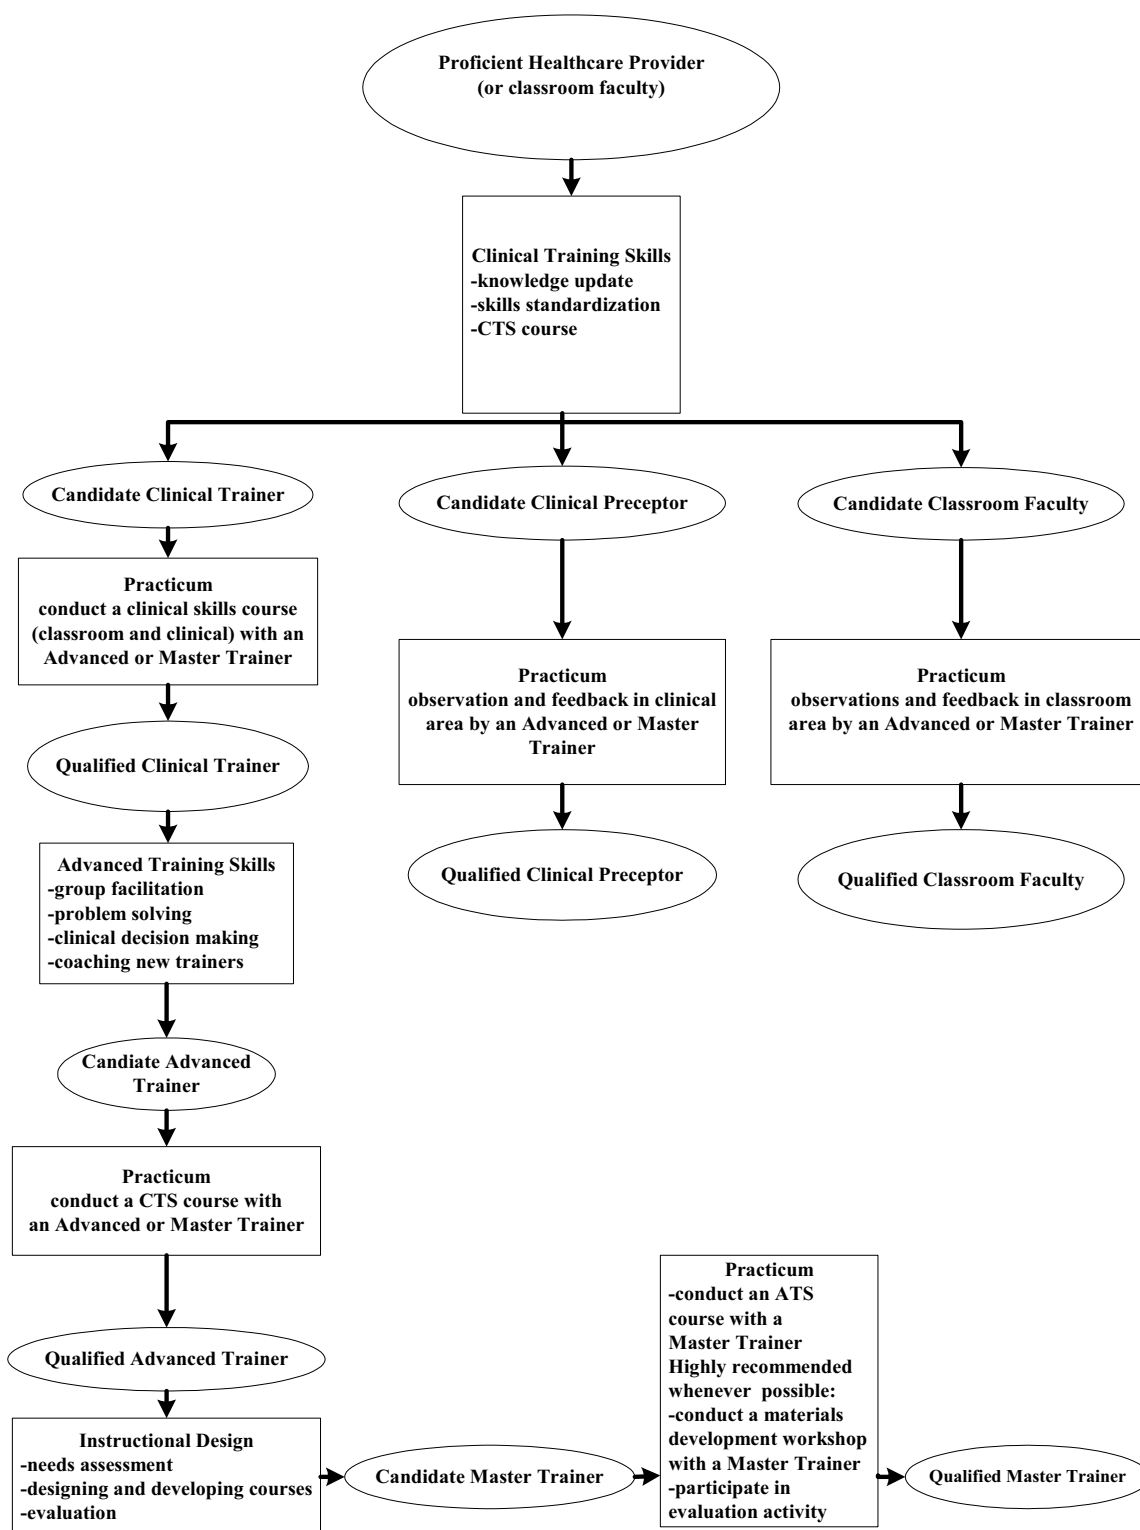 Proficient Healthcare Provider
(or classroom faculty)
Clinical Training Skills
-knowledge update
-skills standardization
-CTS course
Candidate Clinical Trainer
Candidate Clinical Preceptor
Candidate Classroom Faculty
Practicum
conduct a clinical skills course
(classroom and clinical) with an
Advanced or Master Trainer
Practicum
observation and feedback in clinical
area by an Advanced or Master
Trainer
Practicum
observations and feedback in classroom
area by an Advanced or Master Trainer
Qualified Clinical Trainer
Qualified Clinical Preceptor
Qualified Classroom Faculty
Advanced Training Skills
-group facilitation
-problem solving
-clinical decision making
-coaching new trainers
Candiate Advanced
Trainer
Practicum
conduct a CTS course with
an Advanced or Master Trainer
Qualified Advanced Trainer
Instructional Design
-needs assessment
-designing and developing courses
-evaluation
Candidate Master Trainer
Practicum
-conduct an ATS
course with a
Master Trainer
Highly recommended
whenever possible:
-conduct a materials
development workshop
with a Master Trainer
-participate in
evaluation activity
Qualified Master Trainer